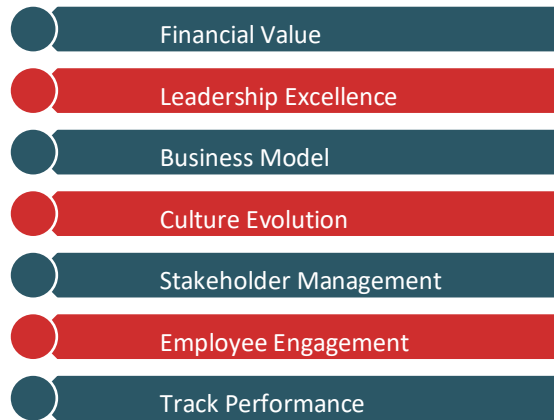 Financial Value
Leadership Excellence
Business Model
Culture Evolution
Stakeholder Management
Employee Engagement
Track Performance